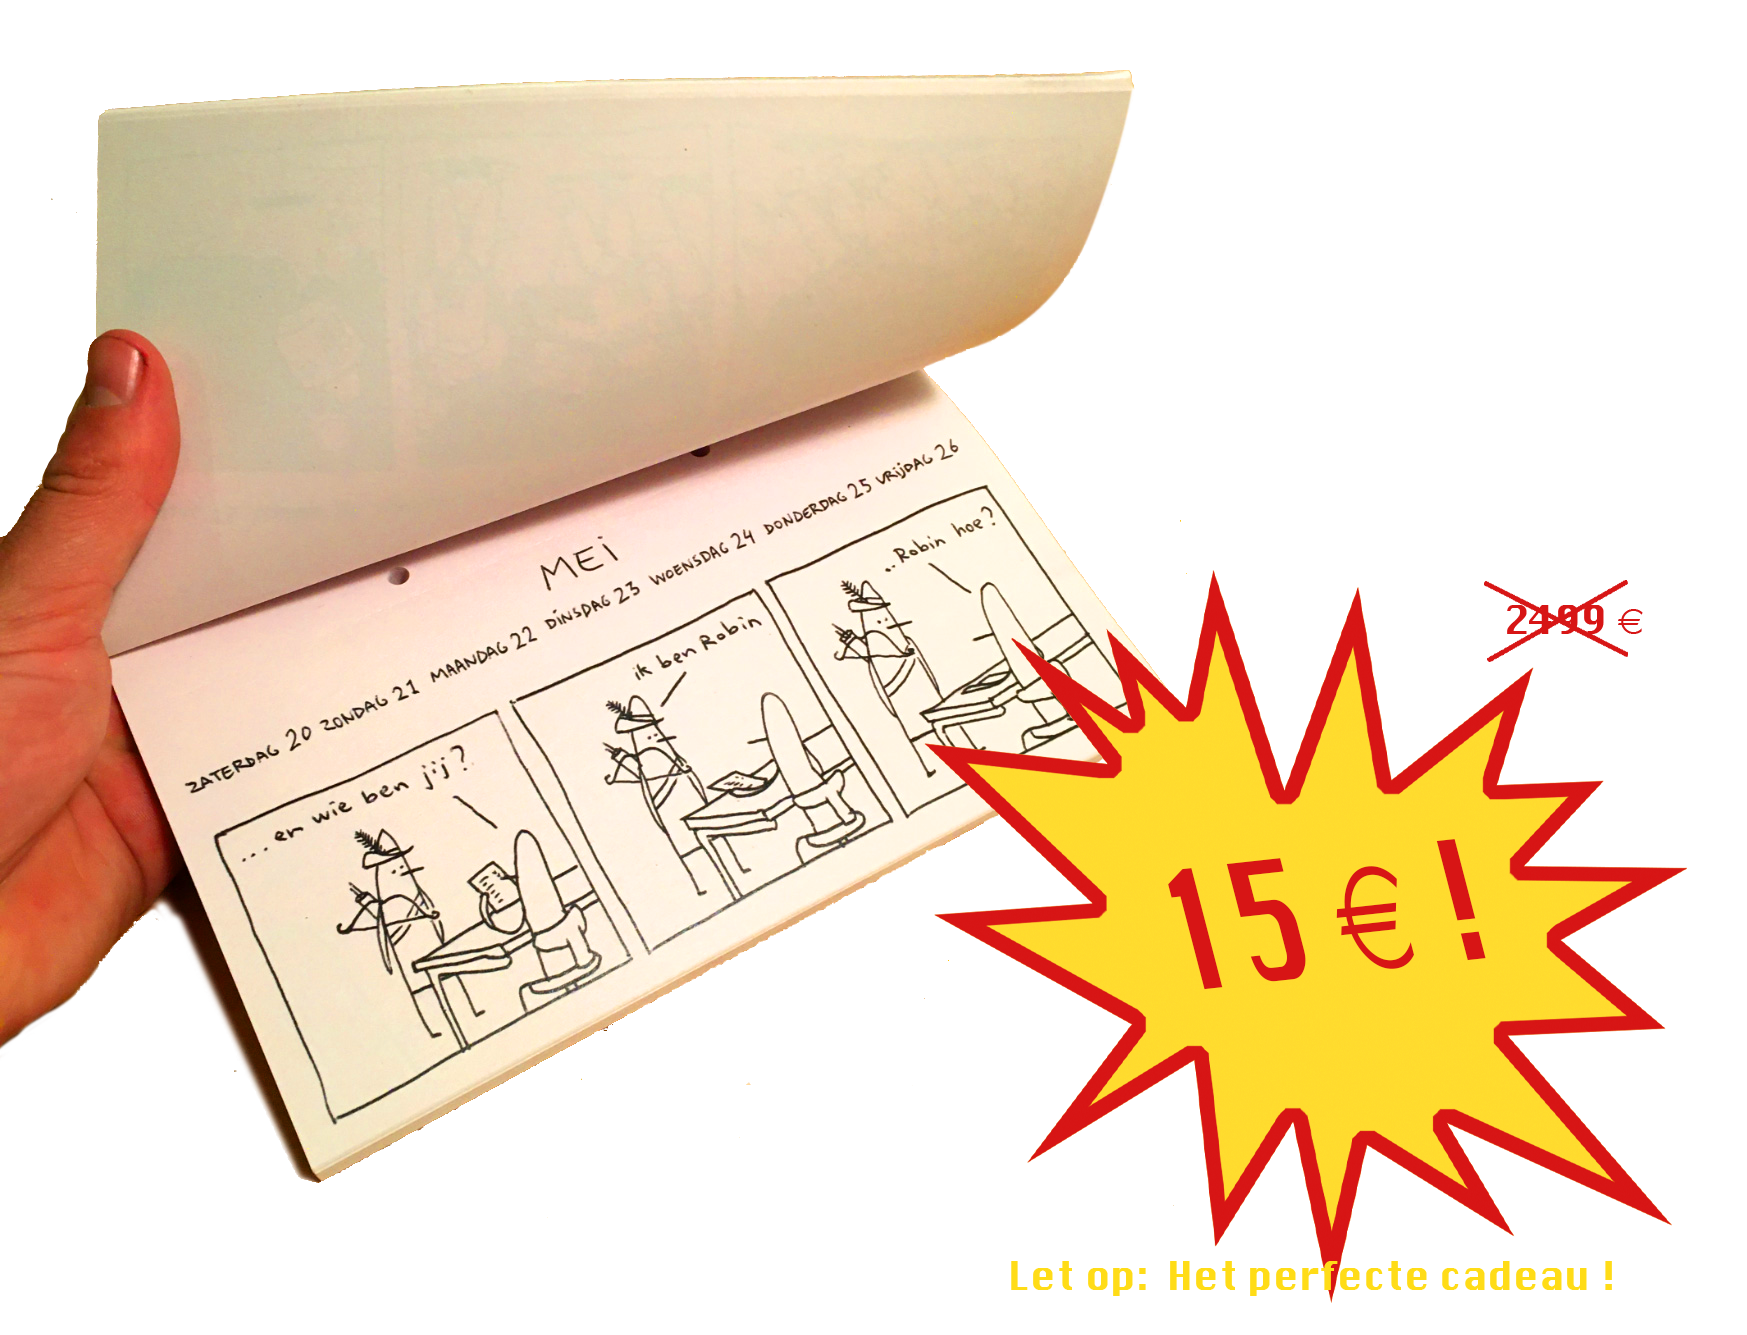 MEi
ZATERDAG 20 ZONDAG 21 MAANDAG 22 DINSDAG 23 WOENSDAG 24 DONDERDAG 25 VRIJDAG 26
... en wie ben jij?
ik ben Robin
..Robin hoe?
2499 €
15 € !
Let op: Het perfecte cadeau !